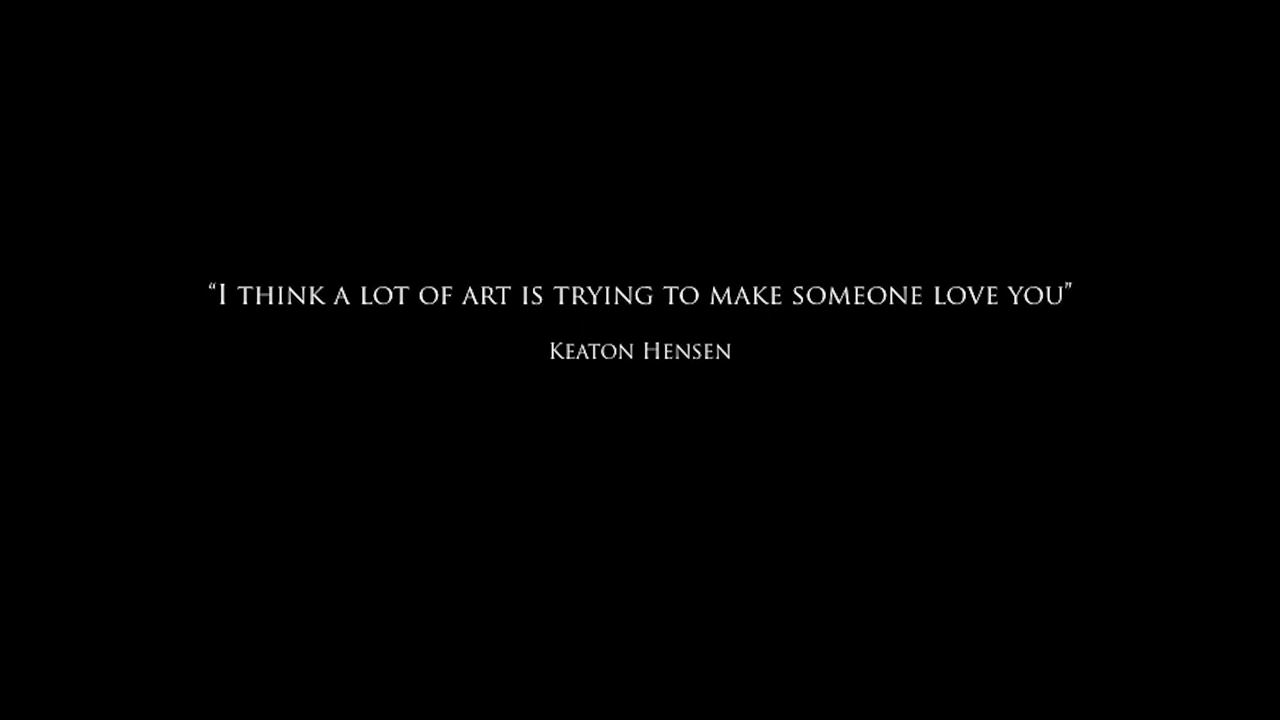 “I THINK A LOT OF ART IS TRYING TO MAKE SOMEONE LOVE YOU”
KEATON HENSEN